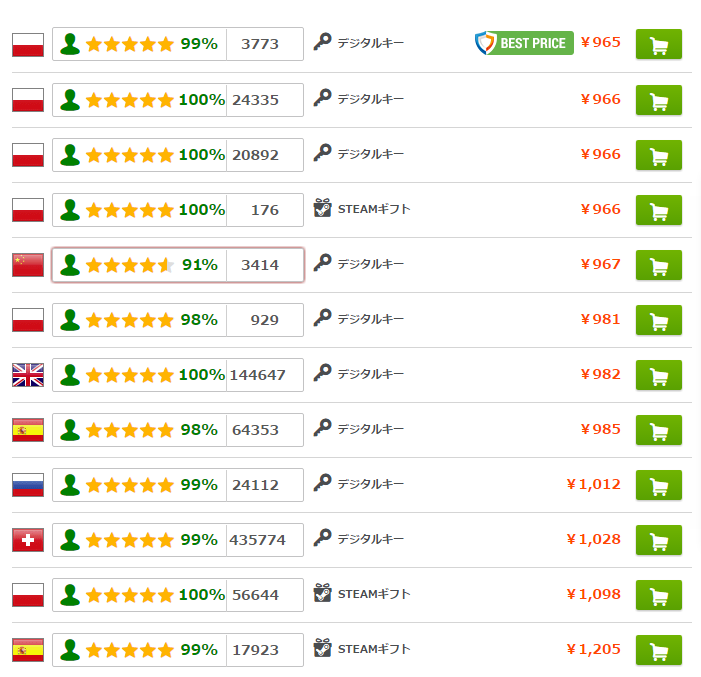 99% 3773 デジタルキー BEST PRICE ¥965
100% 24335 デジタルキー ¥966
100% 20892 デジタルキー ¥966
100% 176 STEAMギフト ¥966
91% 3414 デジタルキー ¥967
98% 929 デジタルキー ¥981
100% 144647 デジタルキー ¥982
98% 64353 デジタルキー ¥985
99% 24112 デジタルキー ¥1,012
99% 435774 デジタルキー ¥1,028
100% 56644 STEAMギフト ¥1,098
99% 17923 STEAMギフト ¥1,205